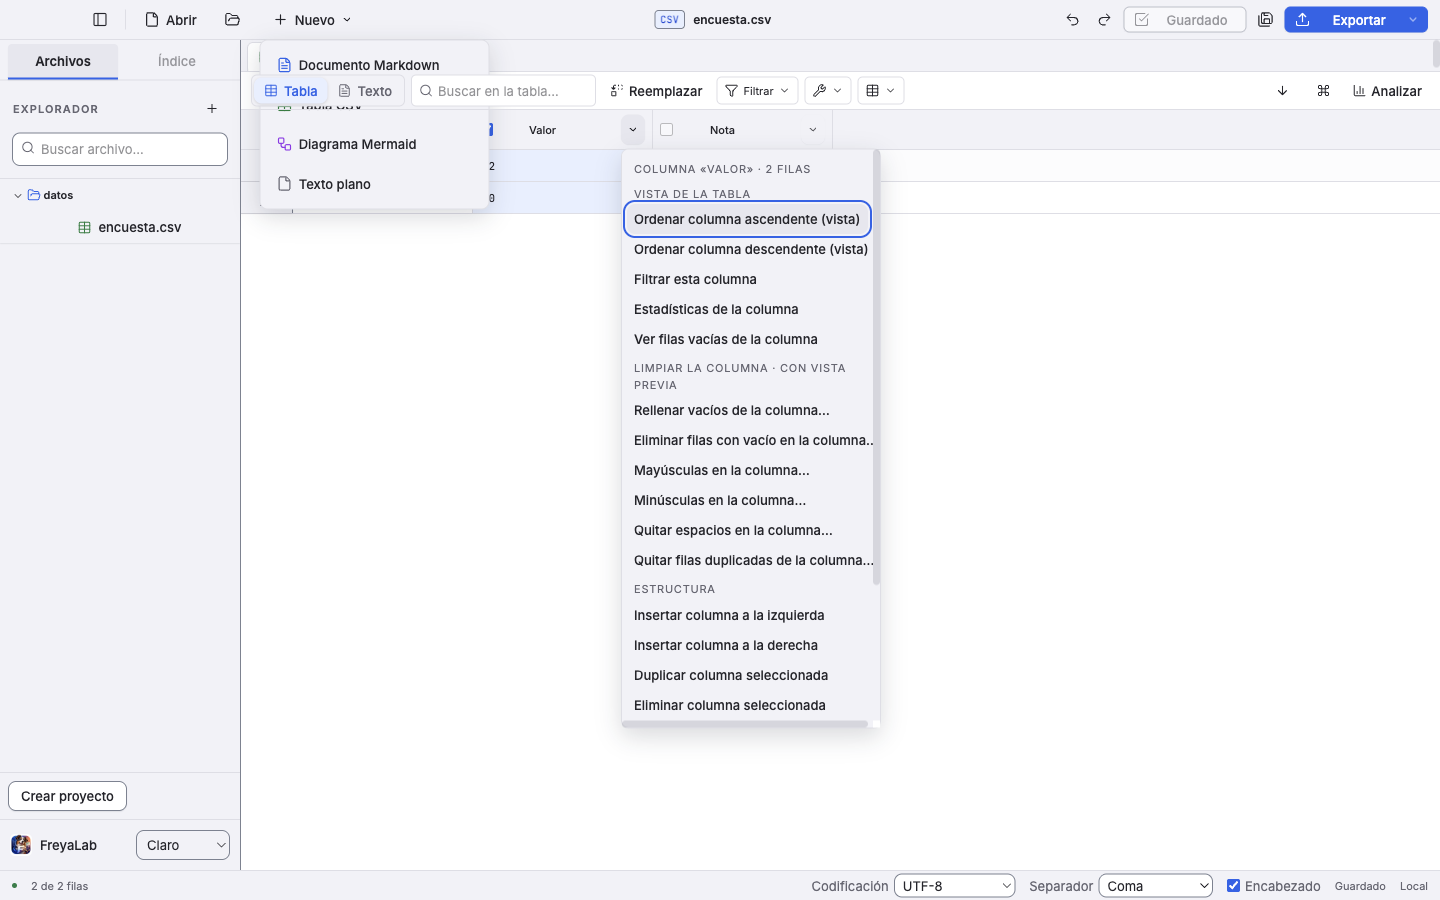 Abrir
Nuevo
CSV encuesta.csv
Guardado
Exportar
Archivos
Índice
Documento Markdown
EXPLORADOR
Tabla
Texto
Buscar en la tabla...
Reemplazar
Filtrar
Analizar
Tabla CSV
Valor
Nota
Diagrama Mermaid
Buscar archivo...
Texto plano
2
0
datos
encuesta.csv
COLUMNA «VALOR» · 2 FILAS
VISTA DE LA TABLA
Ordenar columna ascendente (vista)
Ordenar columna descendente (vista)
Filtrar esta columna
Estadísticas de la columna
Ver filas vacías de la columna
LIMPIAR LA COLUMNA · CON VISTA
PREVIA
Rellenar vacíos de la columna...
Eliminar filas con vacío en la columna..
Mayúsculas en la columna...
Minúsculas en la columna...
Quitar espacios en la columna...
Quitar filas duplicadas de la columna...
ESTRUCTURA
Insertar columna a la izquierda
Insertar columna a la derecha
Duplicar columna seleccionada
Eliminar columna seleccionada
Crear proyecto
FreyaLab
Claro
2 de 2 filas
Codificación UTF-8
Separador Coma
Encabezado
Guardado
Local